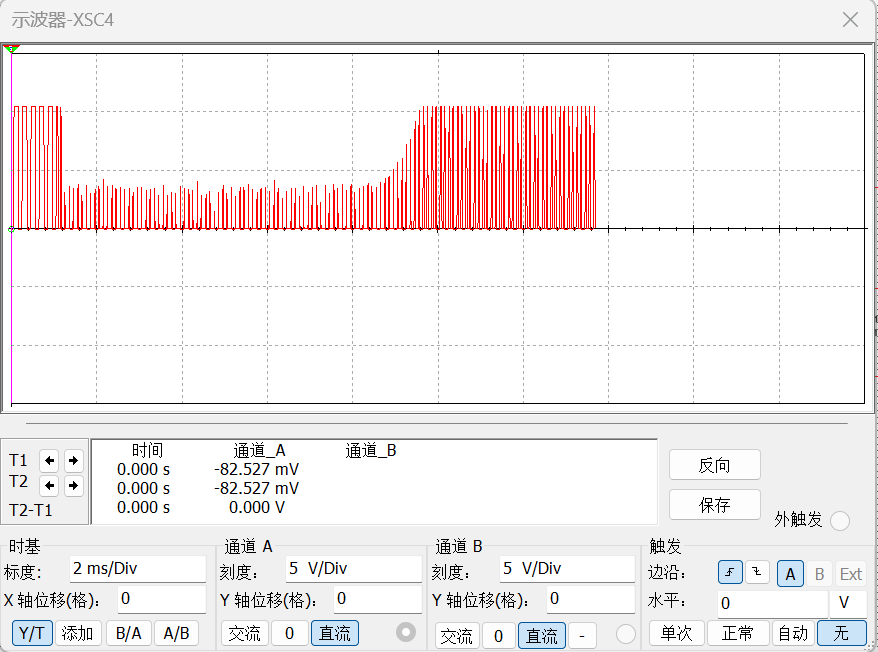 示波器-XSC4
时间 通道_A 通道_B
T1 0.000 s -82.527 mV
T2 0.000 s -82.527 mV
T2-T1 0.000 s 0.000 V
反向
保存
外触发
时基
标度: 2 ms/Div
X 轴位移(格): 0
Y/T 添加 B/A A/B
通道 A
刻度: 5 V/Div
Y 轴位移(格): 0
交流 0 直流
通道 B
刻度: 5 V/Div
Y 轴位移(格): 0
交流 0 直流 -
触发
边沿: A B Ext
水平: 0 V
单次 正常 自动 无